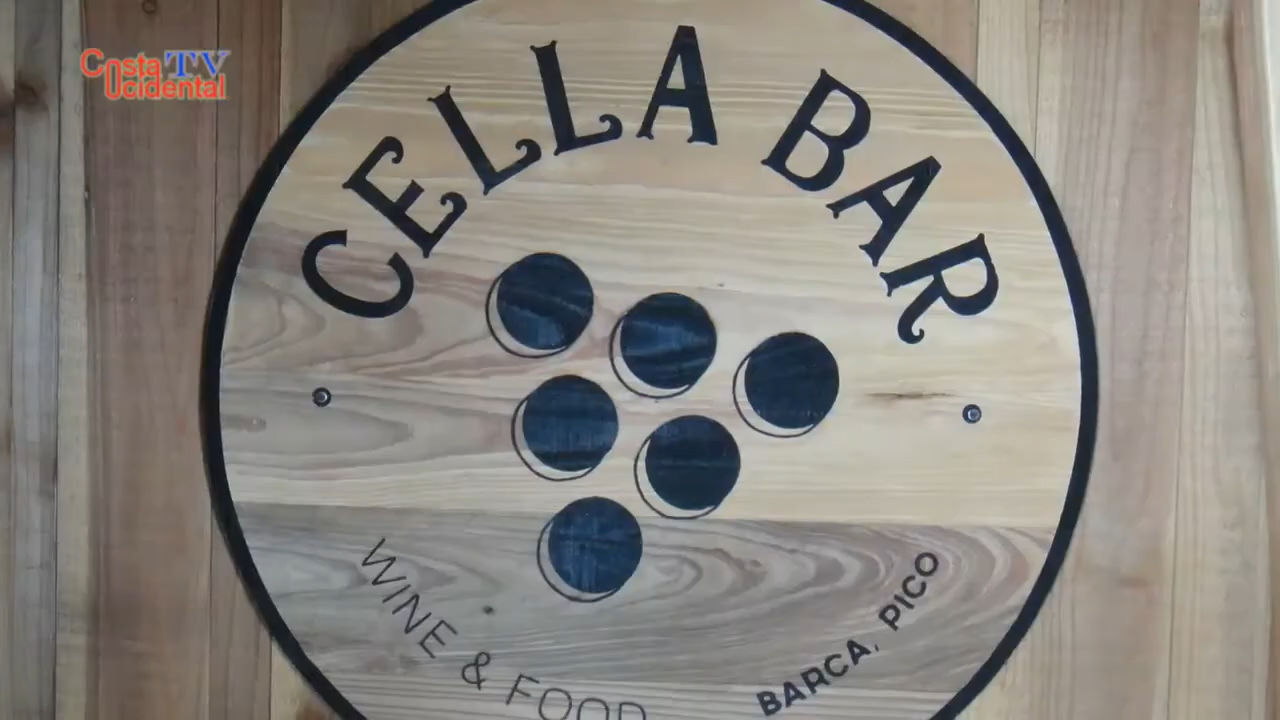 Costa TV
Ocidental
CELLA BAR
WINE & FOOD
BARCA, PICO